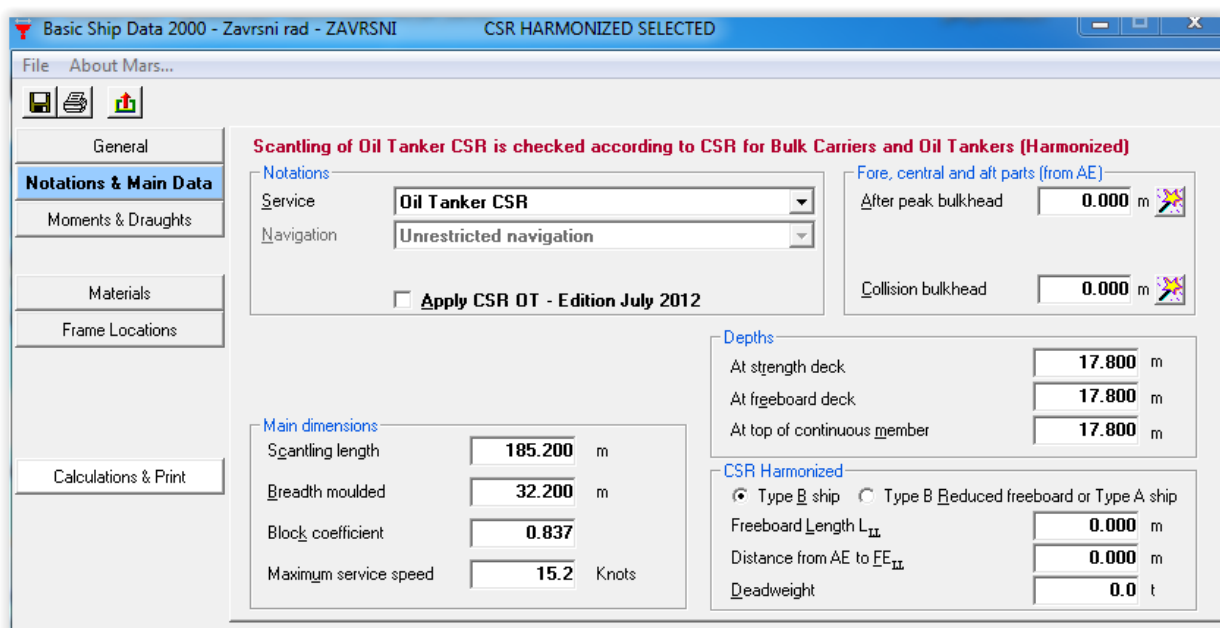 Basic Ship Data 2000 - Zavrsni rad - ZAVRSNI CSR HARMONIZED SELECTED
File About Mars...
General
Notations & Main Data
Moments & Draughts
Materials
Frame Locations
Calculations & Print
Scantling of Oil Tanker CSR is checked according to CSR for Bulk Carriers and Oil Tankers (Harmonized)
Notations
Service Oil Tanker CSR
Navigation Unrestricted navigation
Apply CSR OT - Edition July 2012
Fore, central and aft parts (from AE)
After peak bulkhead 0.000 m
Collision bulkhead 0.000 m
Depths
At strength deck 17.800 m
At freeboard deck 17.800 m
At top of continuous member 17.800 m
Main dimensions
Scantling length 185.200 m
Breadth moulded 32.200 m
Block coefficient 0.837
Maximum service speed 15.2 Knots
CSR Harmonized
Type B ship Type B Reduced freeboard or Type A ship
Freeboard Length LLL 0.000 m
Distance from AE to FELL 0.000 m
Deadweight 0.0 t